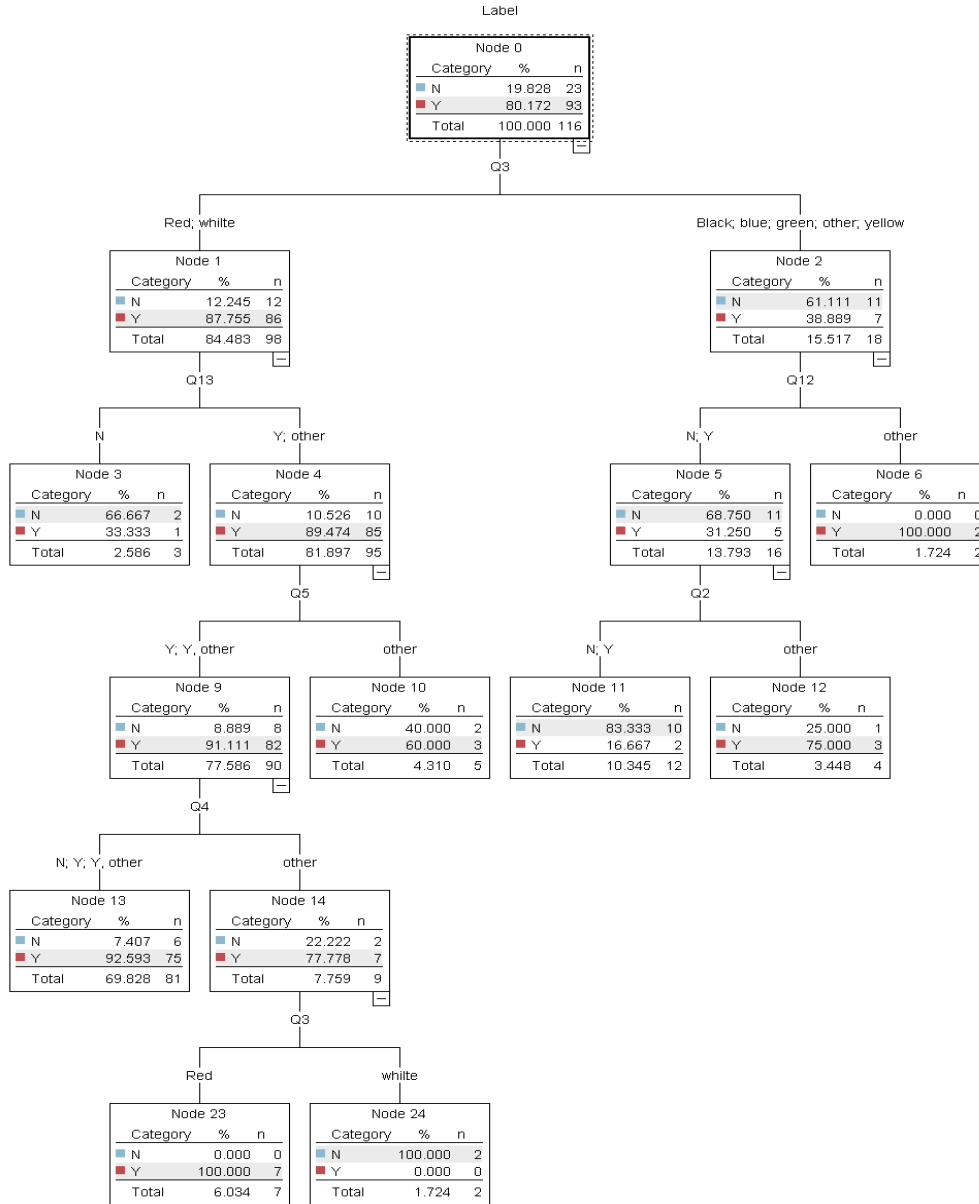 Label
Node 0
Category % n
N 19.828 23
Y 80.172 93
Total 100.000 116
Q3
Red; whilte
Black; blue; green; other; yellow
Node 1
Category % n
N 12.245 12
Y 87.755 86
Total 84.483 98
Node 2
Category % n
N 61.111 11
Y 38.889 7
Total 15.517 18
Q13
Q12
N
Y; other
N; Y
other
Node 3
Category % n
N 66.667 2
Y 33.333 1
Total 2.586 3
Node 4
Category % n
N 10.526 10
Y 89.474 85
Total 81.897 95
Node 5
Category % n
N 68.750 11
Y 31.250 5
Total 13.793 16
Node 6
Category % n
N 0.000 0
Y 100.000 2
Total 1.724 2
Q5
Q2
Y; Y, other
other
N; Y
other
Node 9
Category % n
N 8.889 8
Y 91.111 82
Total 77.586 90
Node 10
Category % n
N 40.000 2
Y 60.000 3
Total 4.310 5
Node 11
Category % n
N 83.333 10
Y 16.667 2
Total 10.345 12
Node 12
Category % n
N 25.000 1
Y 75.000 3
Total 3.448 4
Q4
N; Y; Y, other
other
Node 13
Category % n
N 7.407 6
Y 92.593 75
Total 69.828 81
Node 14
Category % n
N 22.222 2
Y 77.778 7
Total 7.759 9
Q3
Red
whilte
Node 23
Category % n
N 0.000 0
Y 100.000 7
Total 6.034 7
Node 24
Category % n
N 100.000 2
Y 0.000 0
Total 1.724 2